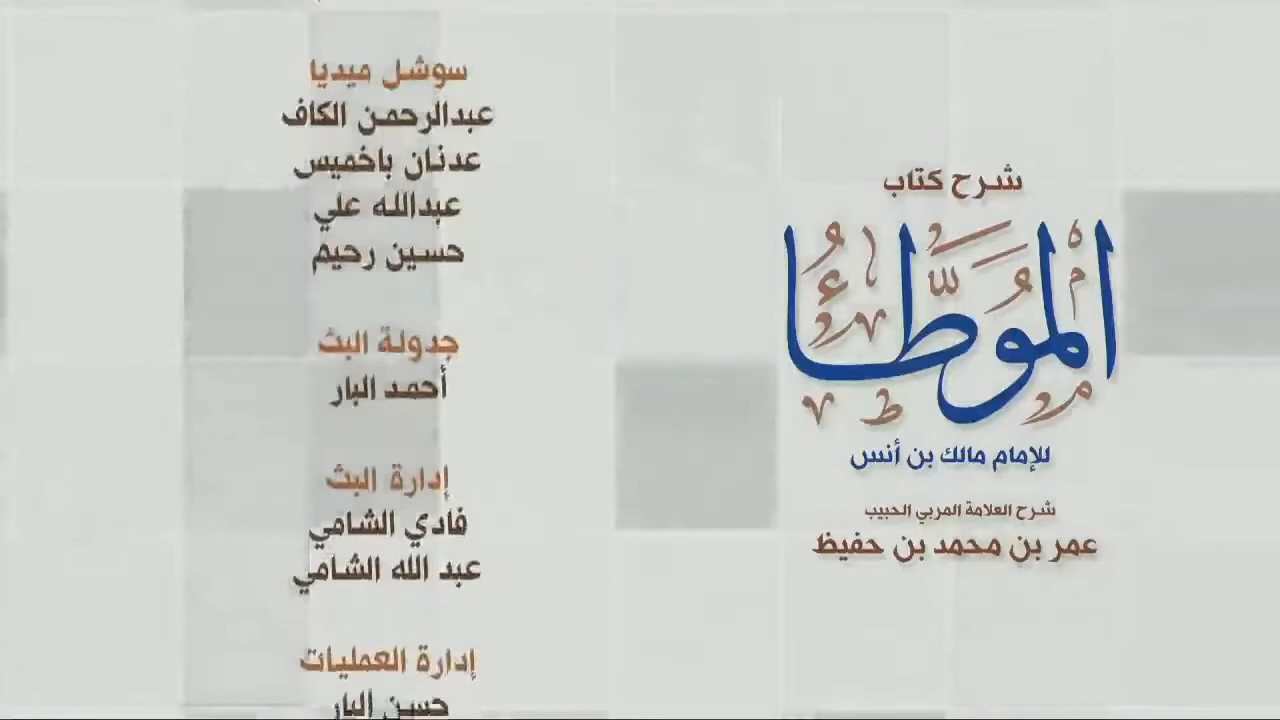 شرح كتاب
الموطأ
للإمام مالك بن أنس
شرح العلامة المربي الحبيب
عمر بن محمد بن حفيظ
سوشل ميديا
عبدالرحمن الكاف
عدنان باخميس
عبدالله علي
حسين رحيم
جدولة البث
أحمد البار
إدارة البث
فادي الشامي
عبد الله الشامي
إدارة العمليات
حسن البار